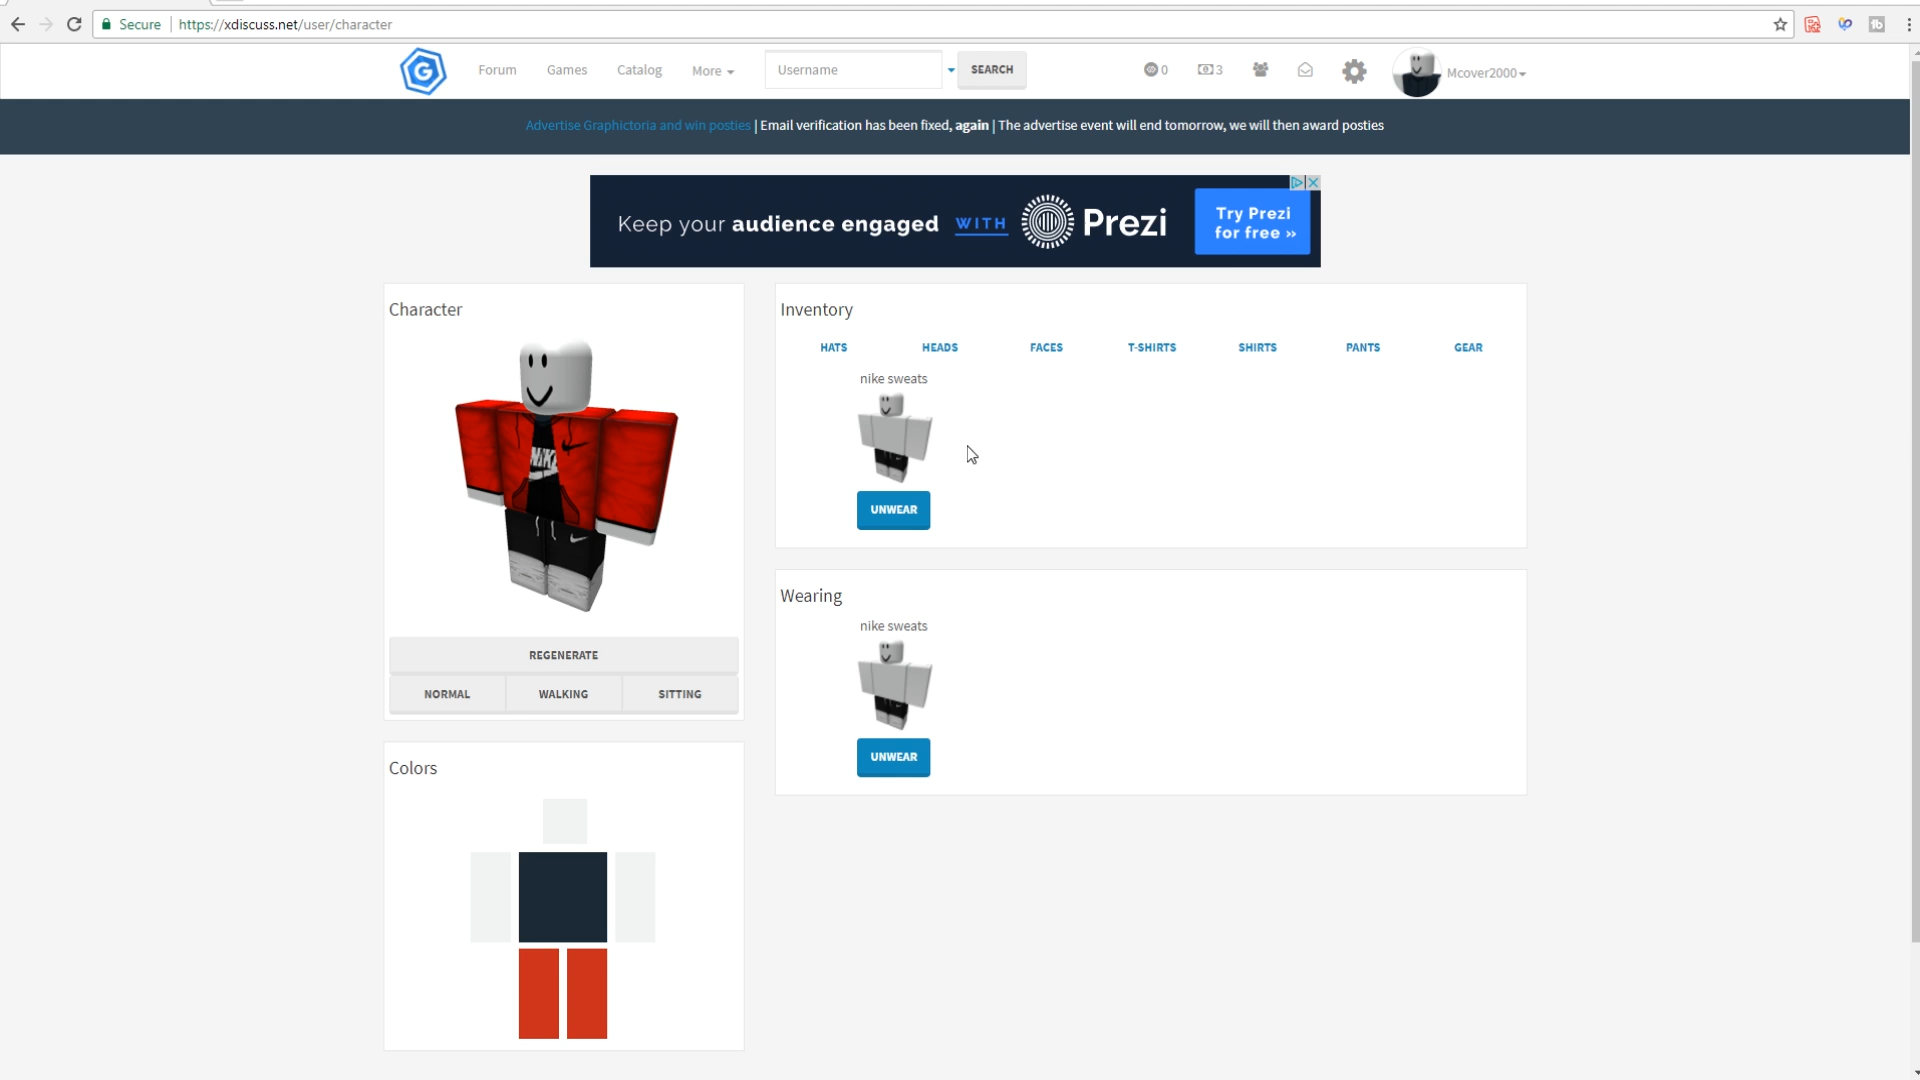 Secure https://xdiscuss.net/user/character
Forum Games Catalog More Username SEARCH 0 3 Mcover2000
Advertise Graphictoria and win posties | Email verification has been fixed, again | The advertise event will end tomorrow, we will then award posties
Keep your audience engaged WITH Prezi
Try Prezi
for free »
Character
NIKE
REGENERATE
NORMAL WALKING SITTING
Colors
Inventory
HATS HEADS FACES T-SHIRTS SHIRTS PANTS GEAR
nike sweats
UNWEAR
Wearing
nike sweats
UNWEAR